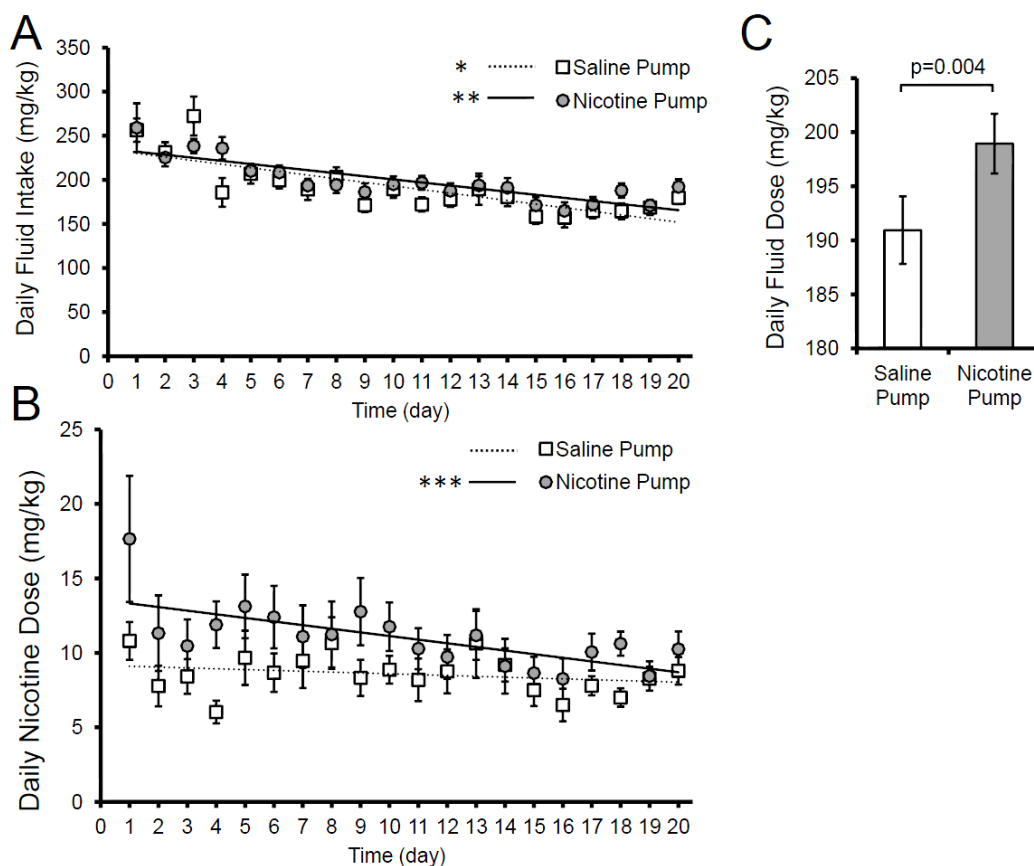 A
Daily Fluid Intake (mg/kg)
350
300
250
200
150
100
50
0
* Saline Pump
** Nicotine Pump
0 1 2 3 4 5 6 7 8 9 10 11 12 13 14 15 16 17 18 19 20
Time (day)
B
Daily Nicotine Dose (mg/kg)
25
20
15
10
5
0
Saline Pump
*** Nicotine Pump
0 1 2 3 4 5 6 7 8 9 10 11 12 13 14 15 16 17 18 19 20
Time (day)
C
Daily Fluid Dose (mg/kg)
p=0.004
205
200
195
190
185
180
Saline
Pump
Nicotine
Pump